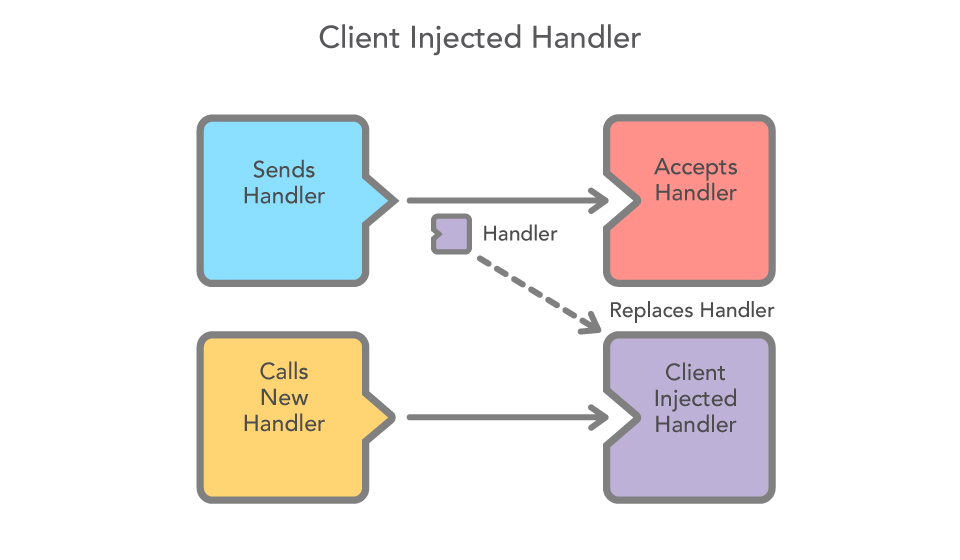 Client Injected Handler
Sends
Handler
Accepts
Handler
Handler
Replaces Handler
Calls
New
Handler
Client
Injected
Handler